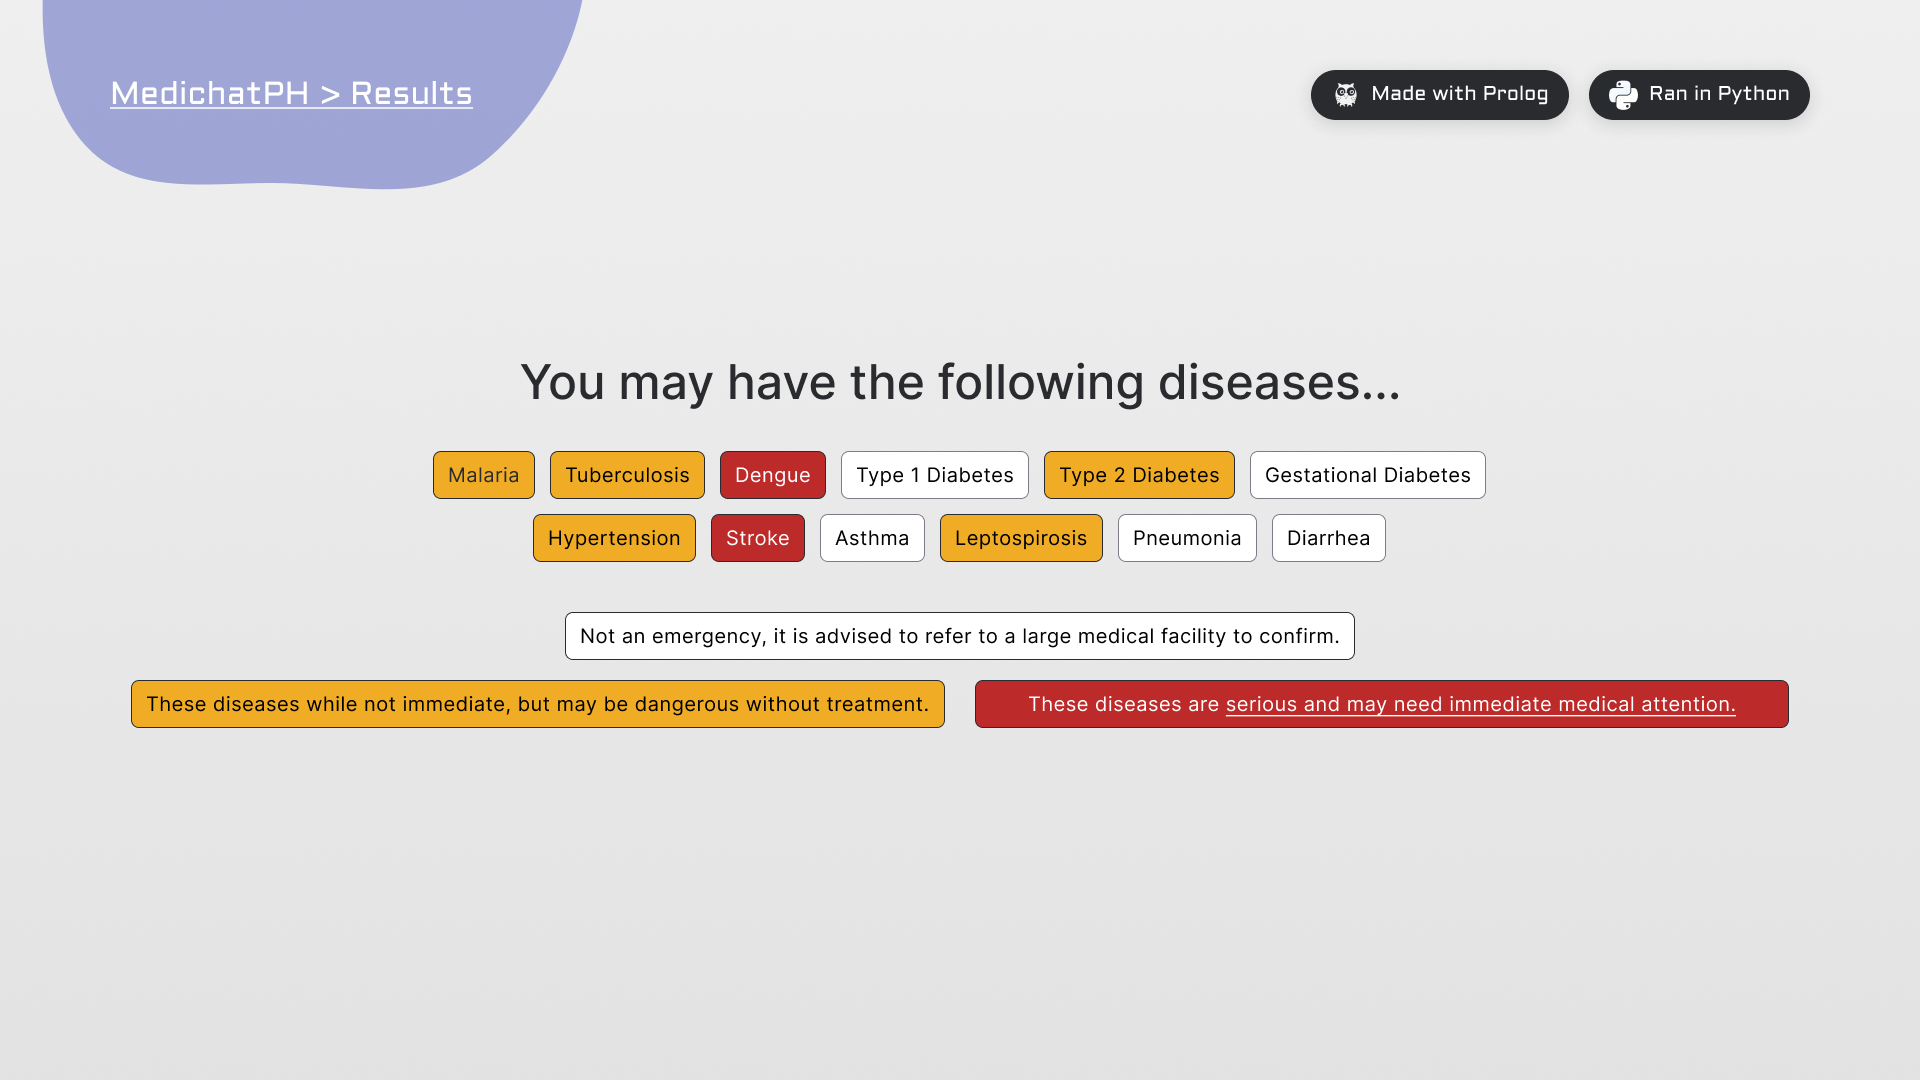 MedichatPH > Results
Made with Prolog
Ran in Python
You may have the following diseases...
Malaria Tuberculosis Dengue Type 1 Diabetes Type 2 Diabetes Gestational Diabetes
Hypertension Stroke Asthma Leptospirosis Pneumonia Diarrhea
Not an emergency, it is advised to refer to a large medical facility to confirm.
These diseases while not immediate, but may be dangerous without treatment.
These diseases are serious and may need immediate medical attention.